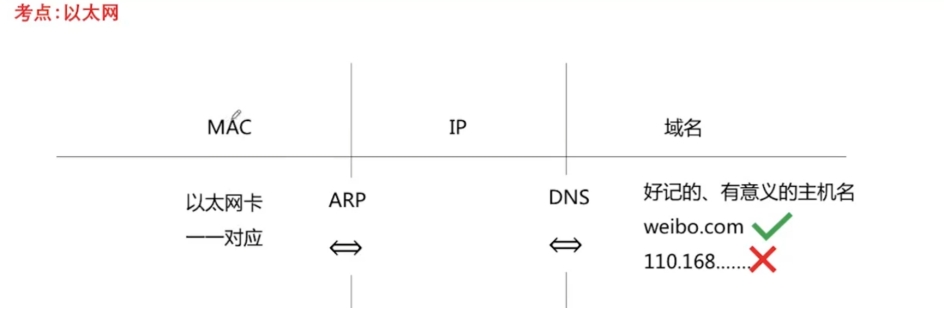 考点:以太网
MAC
IP
域名
以太网卡
一一对应
ARP
DNS
好记的、有意义的主机名
weibo.com
110.168.......